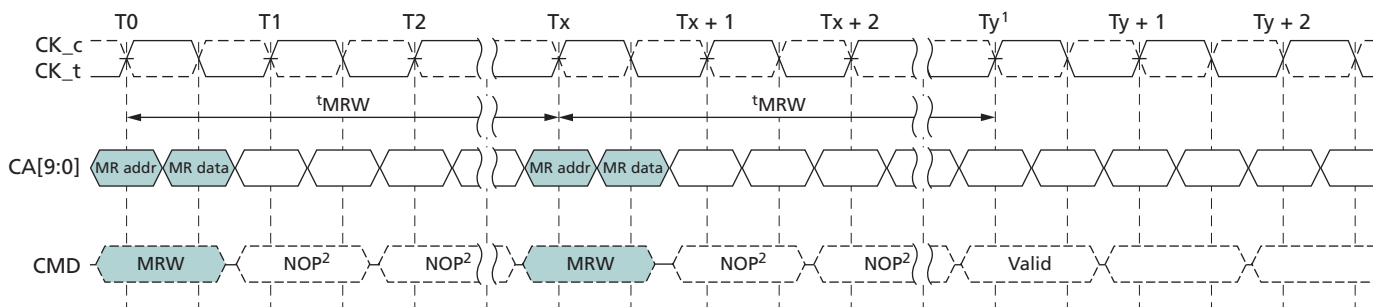 T0 T1 T2 Tx Tx + 1 Tx + 2 Ty¹ Ty + 1 Ty + 2
CK_c
CK_t
ᵗMRW ᵗMRW
CA[9:0] MR addr MR data MR addr MR data
CMD MRW NOP² NOP² MRW NOP² NOP² Valid